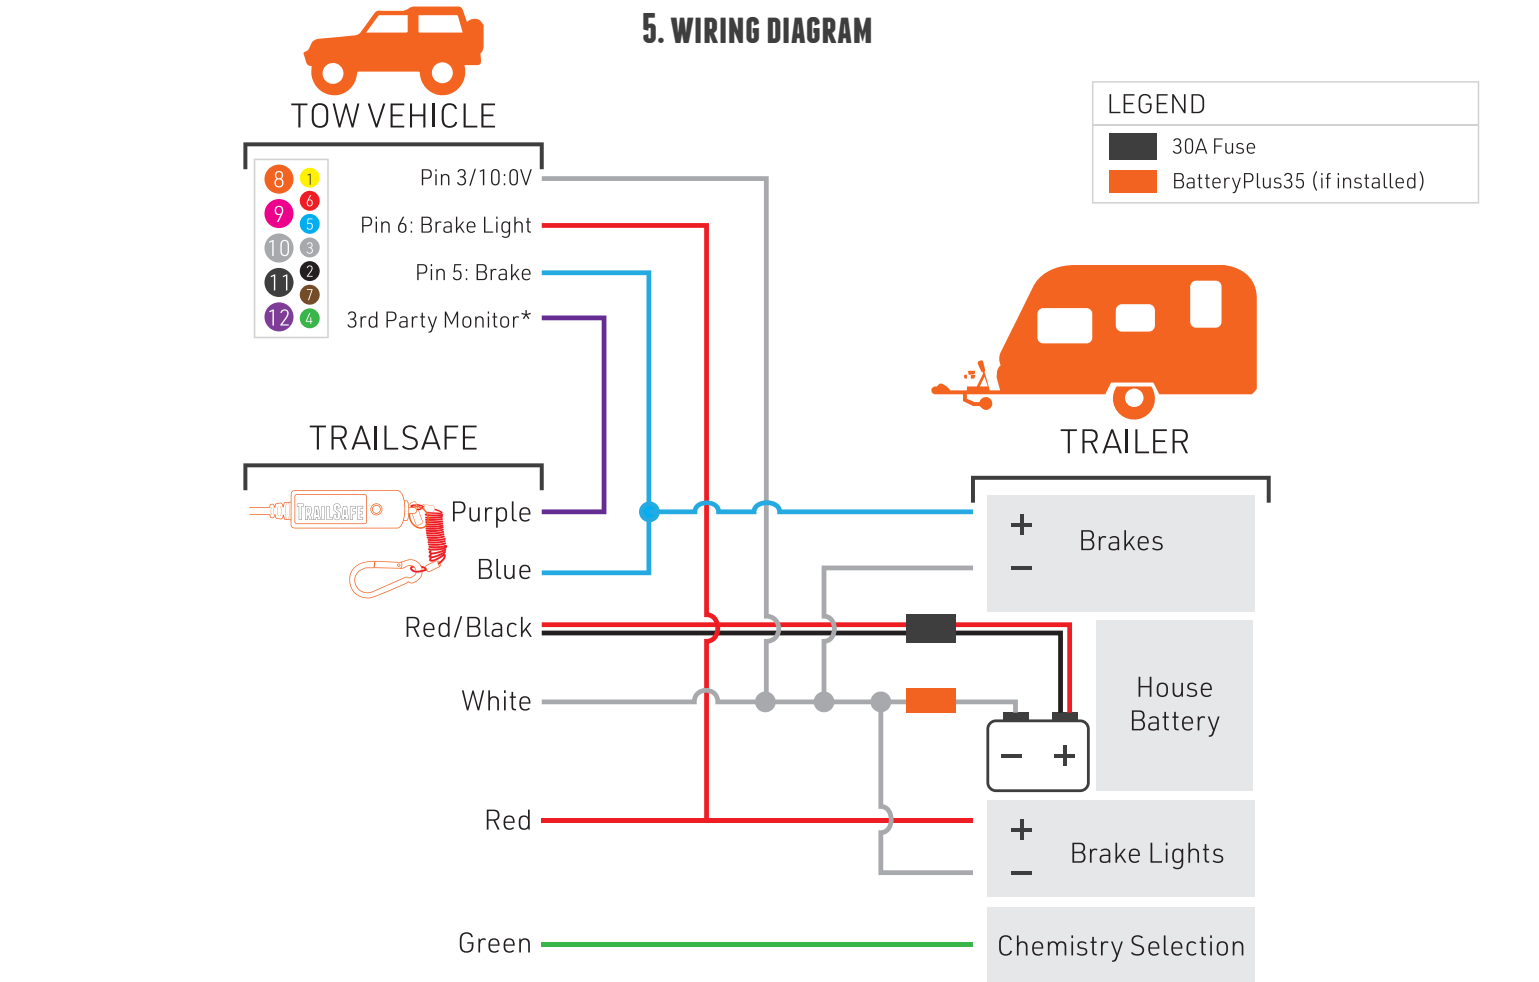 5. WIRING DIAGRAM
TOW VEHICLE
8 1
6
9
5
10 3
2
11
7
12 4
Pin 3/10:0V
Pin 6: Brake Light
Pin 5: Brake
3rd Party Monitor*
LEGEND
30A Fuse
BatteryPlus35 (if installed)
TRAILSAFE
TRAILSAFE
Purple
Blue
Red/Black
White
Red
Green
TRAILER
+
−
Brakes
House
Battery
− +
+
−
Brake Lights
Chemistry Selection